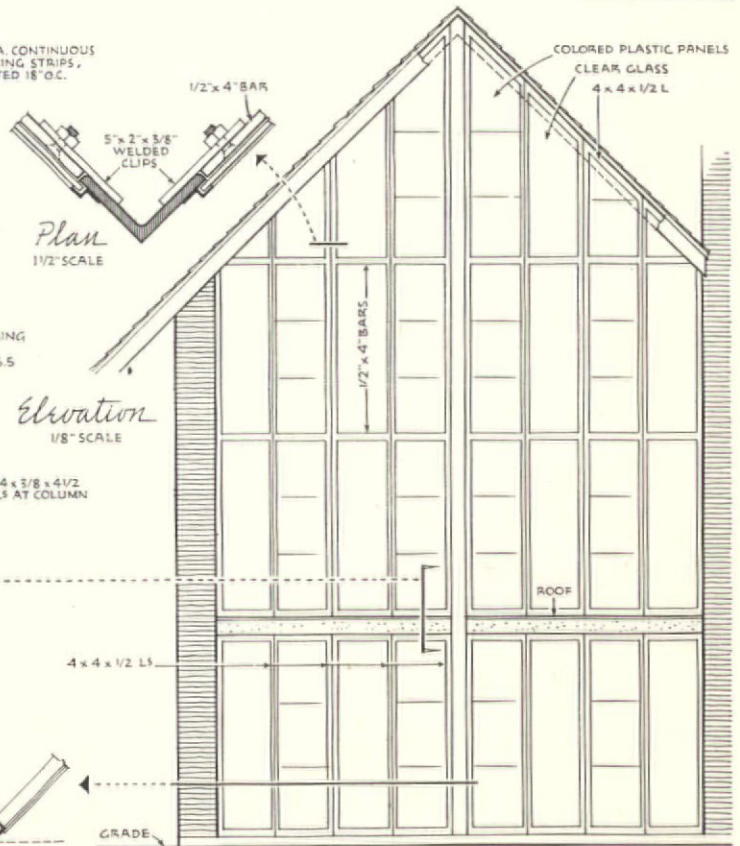 A. CONTINUOUS
ING STRIPS,
TED 18" O.C.
1/2" x 4" BAR
5" x 2" x 3/8"
WELDED
CLIPS
Plan
1 1/2" SCALE
COLORED PLASTIC PANELS
CLEAR GLASS
4 x 4 x 1/2 L
1/2" x 4" BARS
ING
Elevation
1/8" SCALE
4 x 3/8 x 4 1/2
LS AT COLUMN
ROOF
4 x 4 x 1/2 LS
GRADE